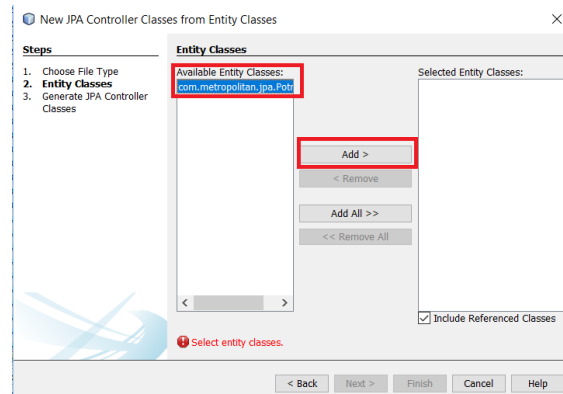 New JPA Controller Classes from Entity Classes
Steps
1. Choose File Type
2. Entity Classes
3. Generate JPA Controller
Classes
Entity Classes
Available Entity Classes:
com.metropolitan.jpa.Potr
Selected Entity Classes:
Add >
< Remove
Add All >>
<< Remove All
Include Referenced Classes
Select entity classes.
< Back
Next >
Finish
Cancel
Help